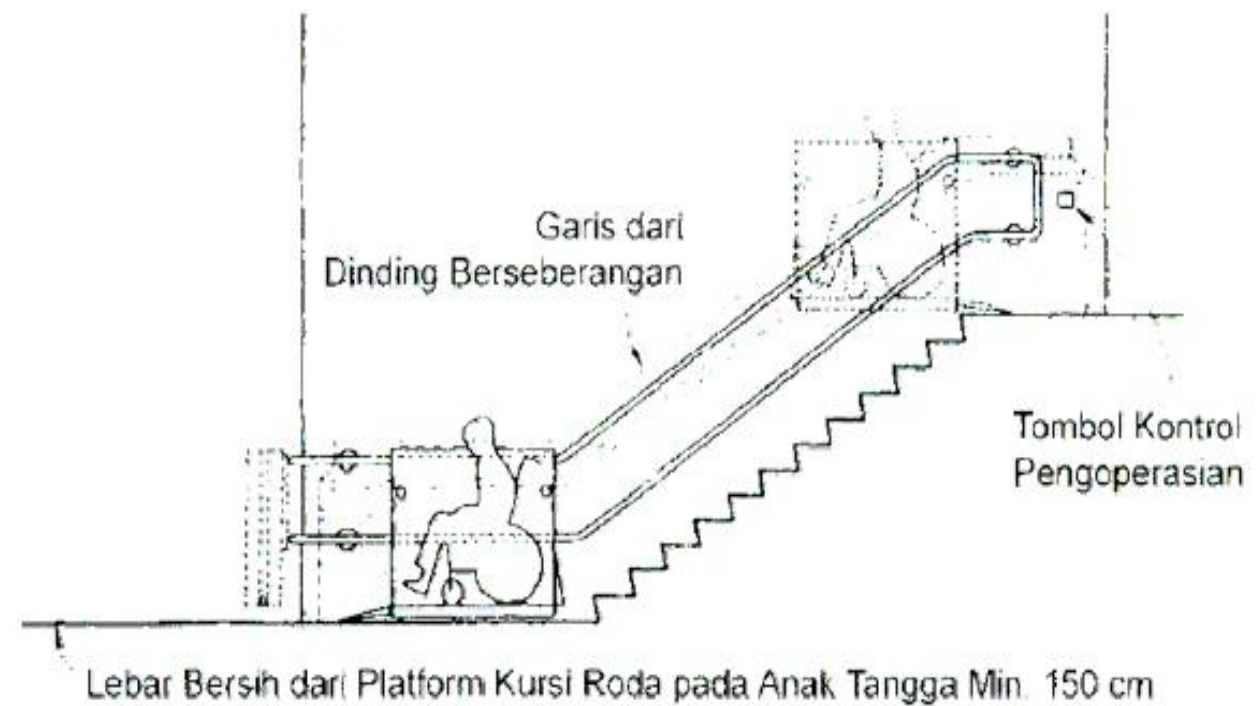 Garis dari
Dinding Berseberangan
Tombol Kontrol
Pengoperasian
Lebar Bersih dari Platform Kursi Roda pada Anak Tangga Min. 150 cm